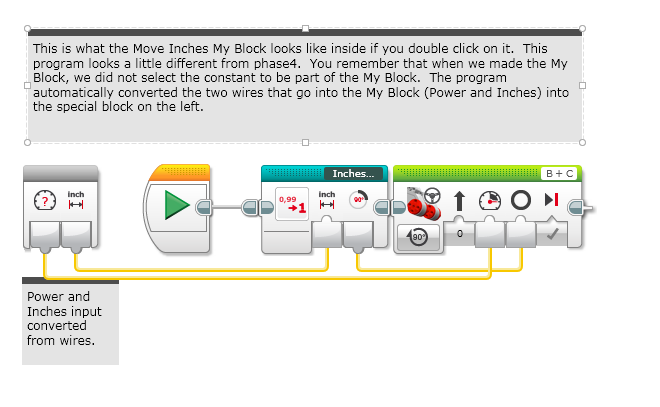 This is what the Move Inches My Block looks like inside if you double click on it.  This
program looks a little different from phase4.  You remember that when we made the My
Block, we did not select the constant to be part of the My Block.  The program
automatically converted the two wires that go into the My Block (Power and Inches) into
the special block on the left.
Inches...
B + C
?
inch
0,99
1
inch
90°
90°
0
Power and
Inches input
converted
from wires.